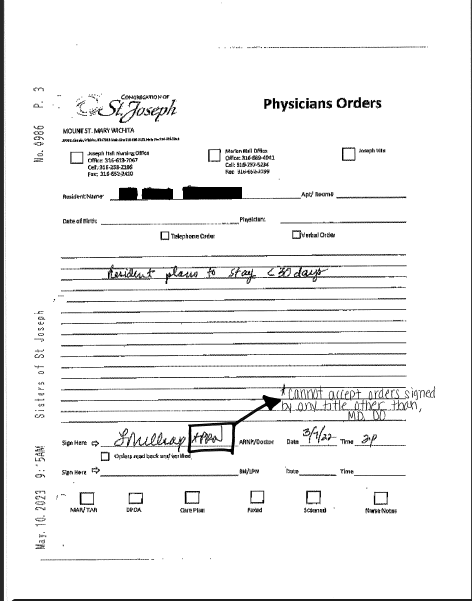 CONGREGATION OF
St. Joseph
Physicians Orders
MOUNT ST. MARY WICHITA
Joseph Hall Nursing Office
Marian Hall Office
Joseph Villa
Resident Name: Apt/ Room#
Date of Birth: Physician:
Telephone Order Verbal Order
Resident plans to stay < 30 days
* Cannot accept orders signed
by any title other than,
MD, DO
Sign Here APRN ARNP/Doctor Date 3/9/22 Time 2p
Orders read back and verified
Sign Here RN/LPN Date Time
MAR/TAR DPOA Care Plan Faxed Scanned Nurse Notes
No. 0986 P. 3
Sisters of St Joseph
May. 10. 2023 9:15AM